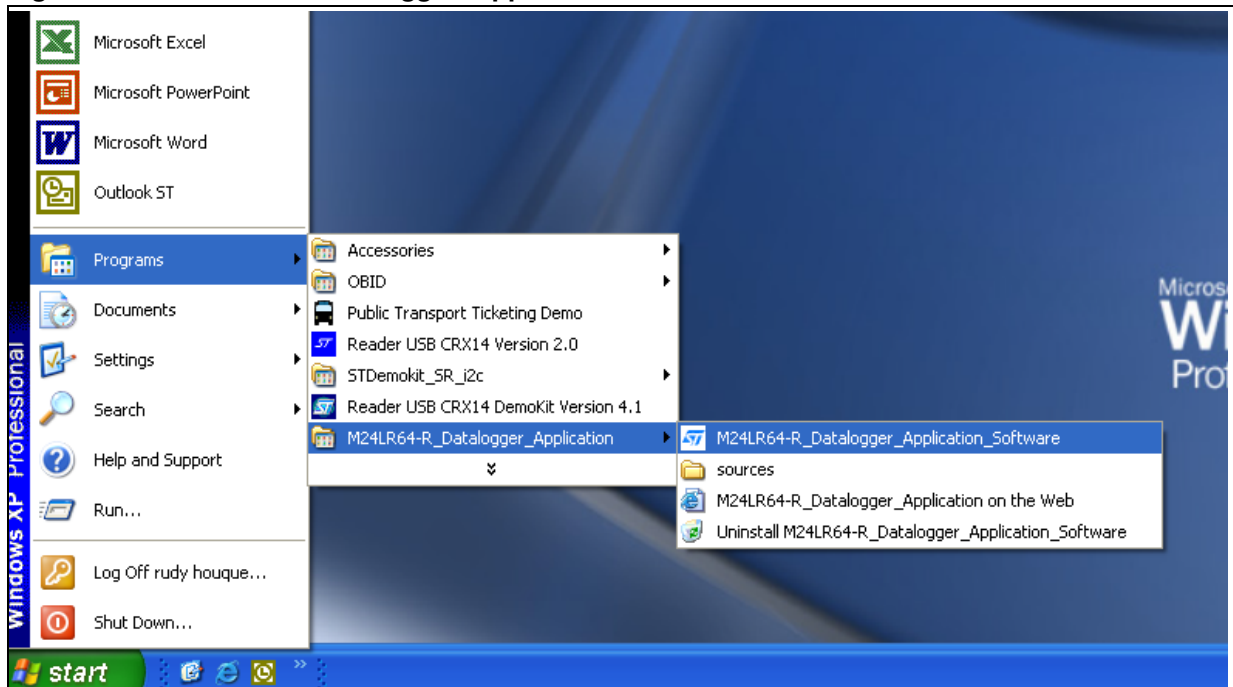 Microsoft Excel
Microsoft PowerPoint
Microsoft Word
Outlook ST
Programs
Documents
Settings
Search
Help and Support
Run...
Log Off rudy houque...
Shut Down...
Windows XP Professional
Accessories
OBID
Public Transport Ticketing Demo
Reader USB CRX14 Version 2.0
STDemokit_SR_i2c
Reader USB CRX14 DemoKit Version 4.1
M24LR64-R_Datalogger_Application
M24LR64-R_Datalogger_Application_Software
sources
M24LR64-R_Datalogger_Application on the Web
Uninstall M24LR64-R_Datalogger_Application_Software
Micros
Wi
Prof
start